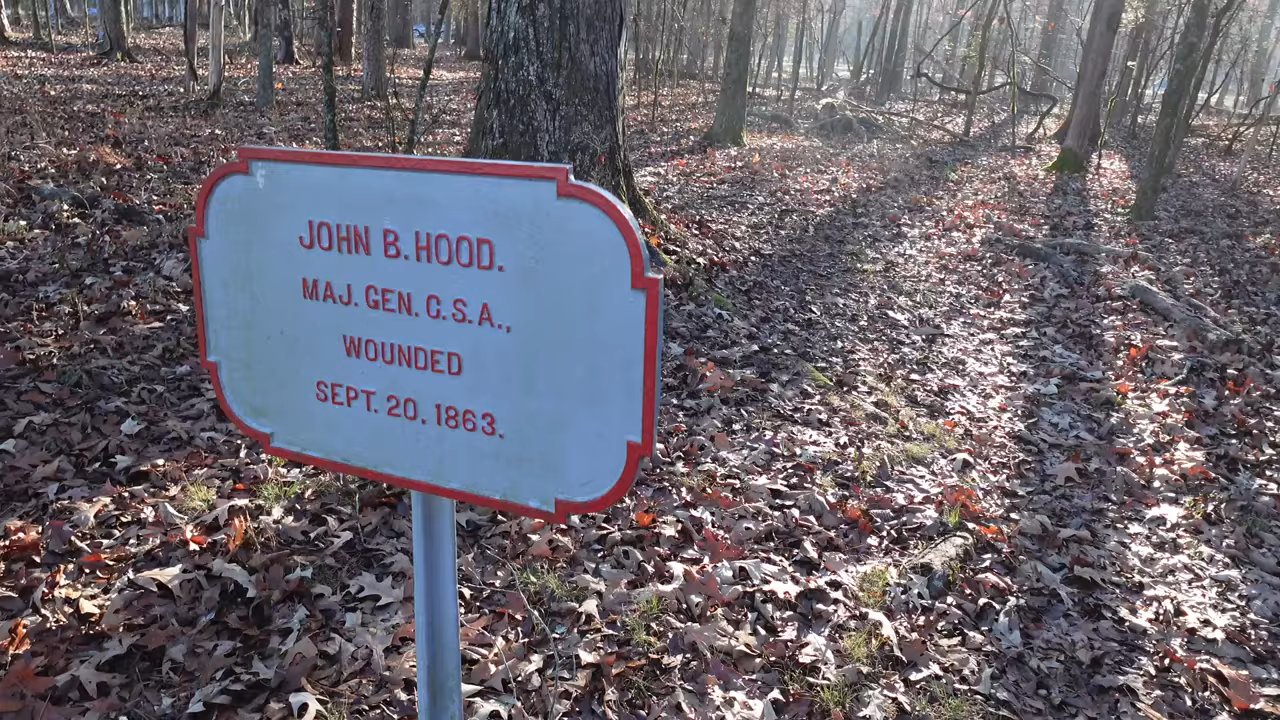 JOHN B. HOOD.
MAJ. GEN. C.S.A.,
WOUNDED
SEPT. 20, 1863.